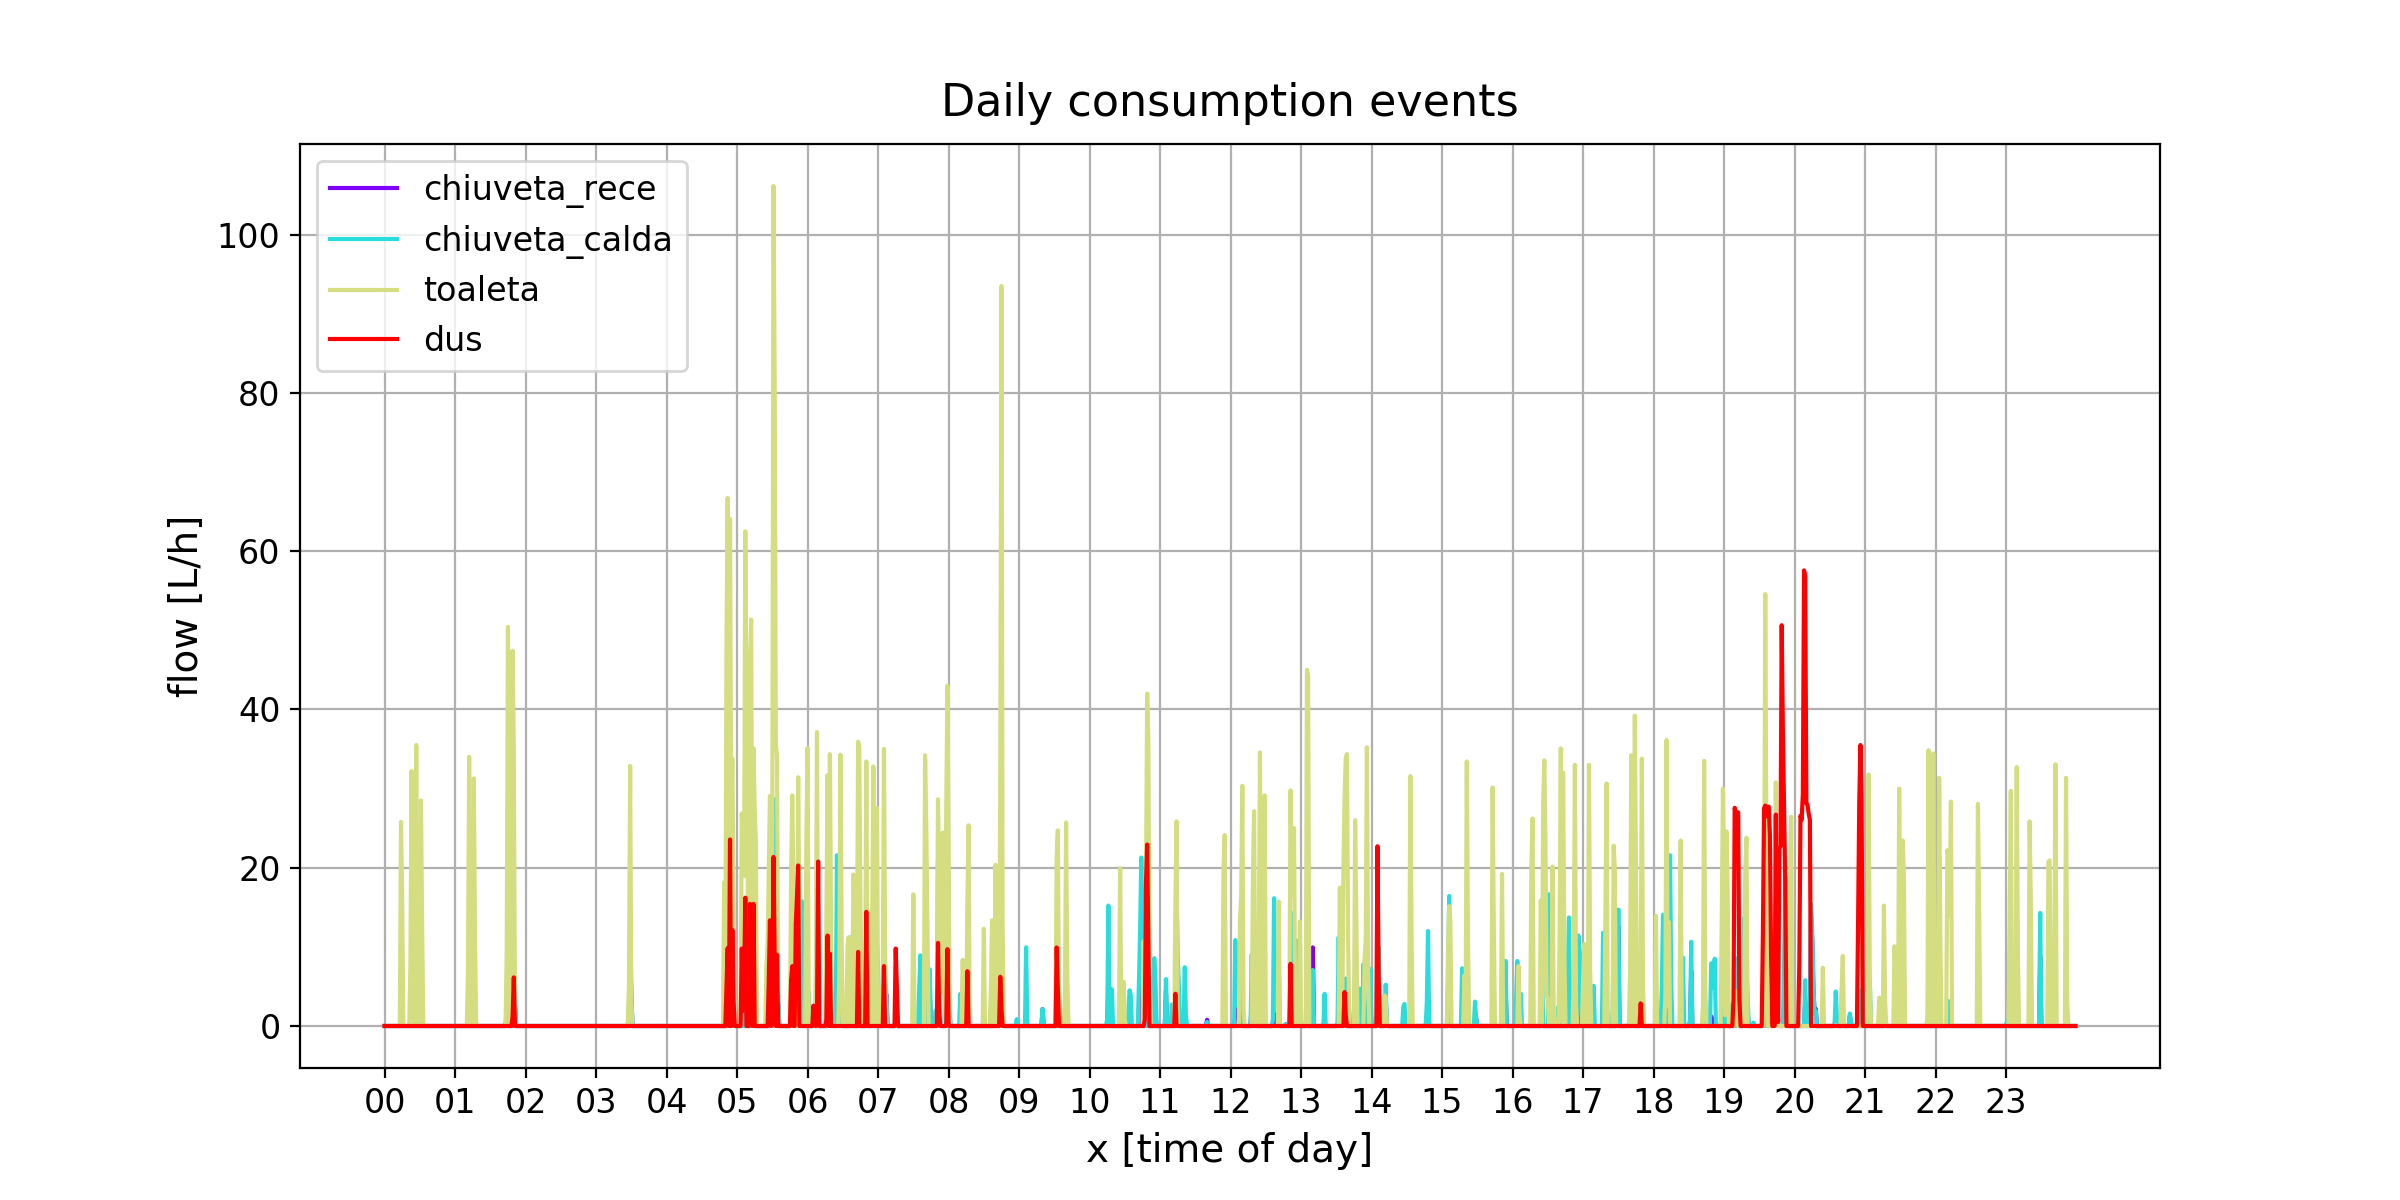 Daily consumption events
chiuveta_rece
chiuveta_calda
toaleta
dus
100
80
60
40
20
0
flow [L/h]
00 01 02 03 04 05 06 07 08 09 10 11 12 13 14 15 16 17 18 19 20 21 22 23
x [time of day]